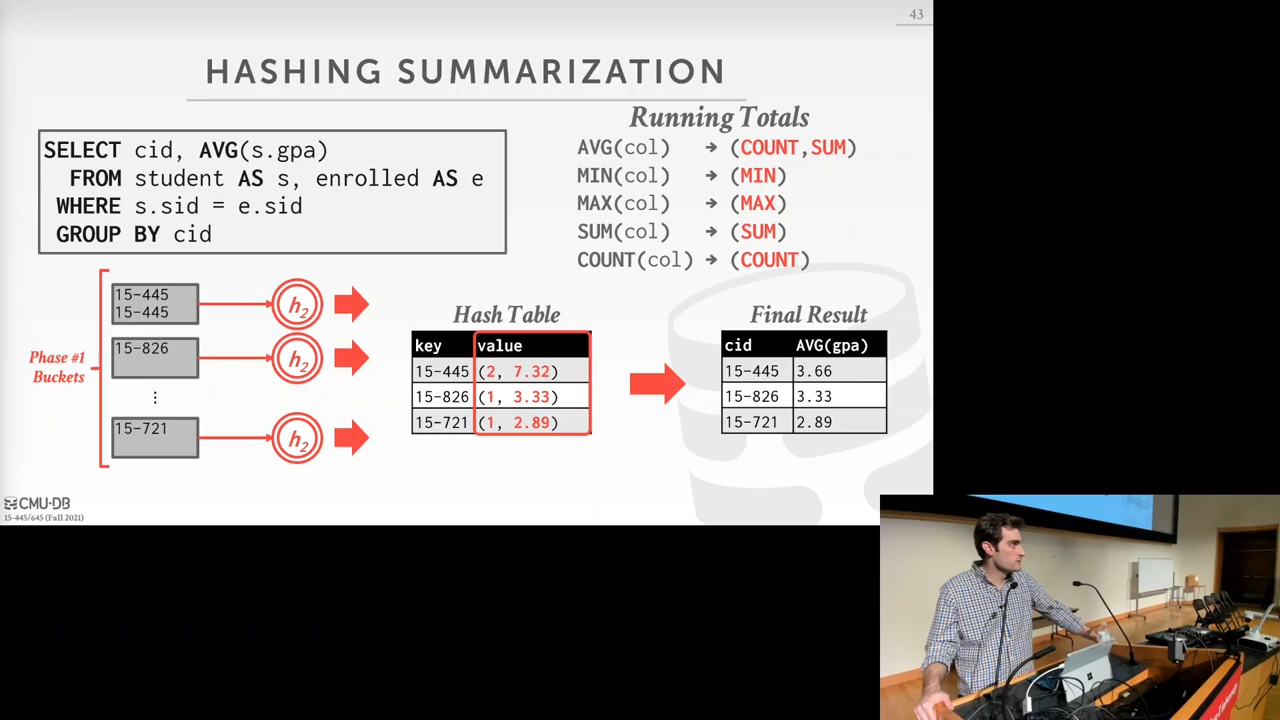 43
HASHING SUMMARIZATION
SELECT cid, AVG(s.gpa)
FROM student AS s, enrolled AS e
WHERE s.sid = e.sid
GROUP BY cid
Running Totals
AVG(col) → (COUNT,SUM)
MIN(col) → (MIN)
MAX(col) → (MAX)
SUM(col) → (SUM)
COUNT(col) → (COUNT)
Phase #1
Buckets
15-445
15-445
h2
15-826
h2
⋮
15-721
h2
Hash Table
key value
15-445 (2, 7.32)
15-826 (1, 3.33)
15-721 (1, 2.89)
Final Result
cid AVG(gpa)
15-445 3.66
15-826 3.33
15-721 2.89
CMU·DB
15-445/645 (Fall 2021)